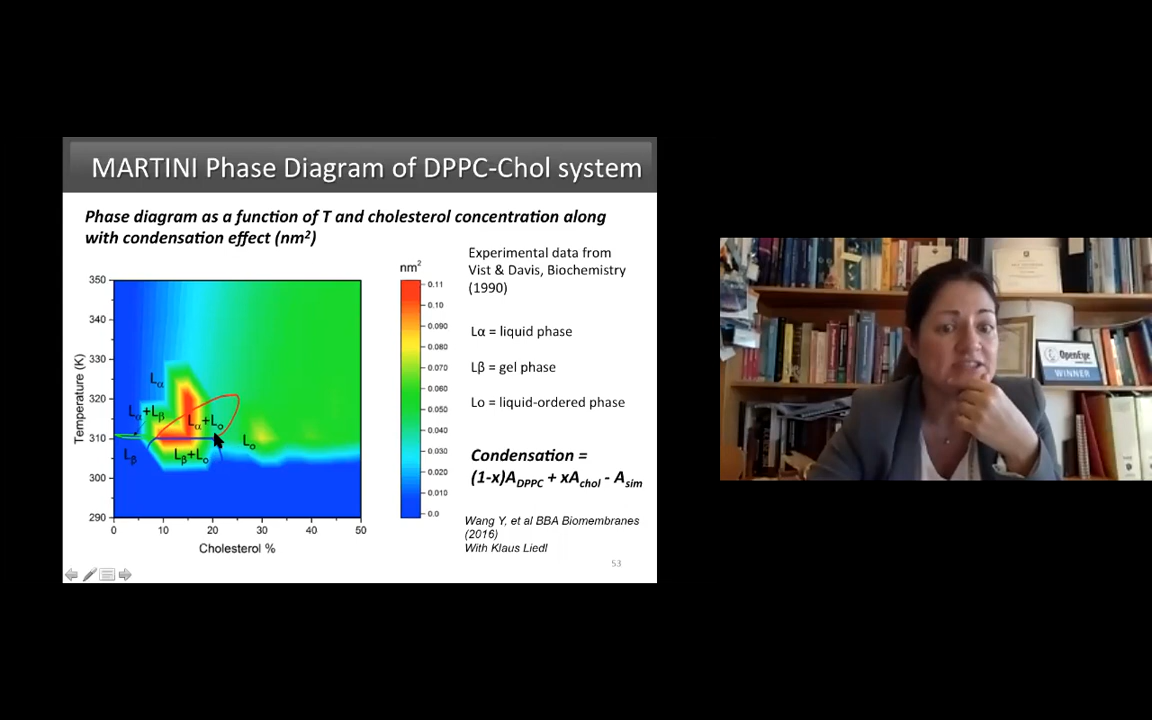 MARTINI Phase Diagram of DPPC-Chol system
Phase diagram as a function of T and cholesterol concentration along
with condensation effect (nm²)
Experimental data from
Vist & Davis, Biochemistry
(1990)
Lα = liquid phase
Lβ = gel phase
Lo = liquid-ordered phase
Condensation =
(1-x)A_DPPC + xA_chol - A_sim
Wang Y, et al BBA Biomembranes
(2016)
With Klaus Liedl
53
nm²
0.11
0.10
0.090
0.080
0.070
0.060
0.050
0.040
0.030
0.020
0.010
0.0
350
340
330
320
310
300
290
Temperature (K)
Lα
Lα+Lβ
Lα+Lo
Lβ
Lβ+Lo
Lo
0 10 20 30 40 50
Cholesterol %
OpenEye
WINNER